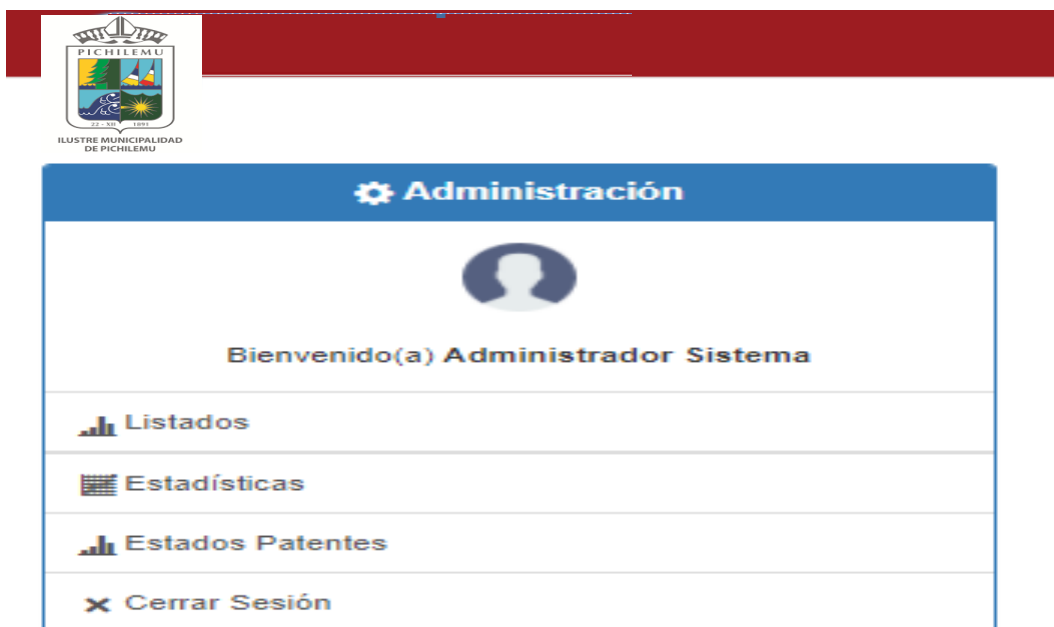 PICHILEMU
22 - XII 1891
ILUSTRE MUNICIPALIDAD
DE PICHILEMU
Administración
Bienvenido(a) Administrador Sistema
Listados
Estadísticas
Estados Patentes
Cerrar Sesión